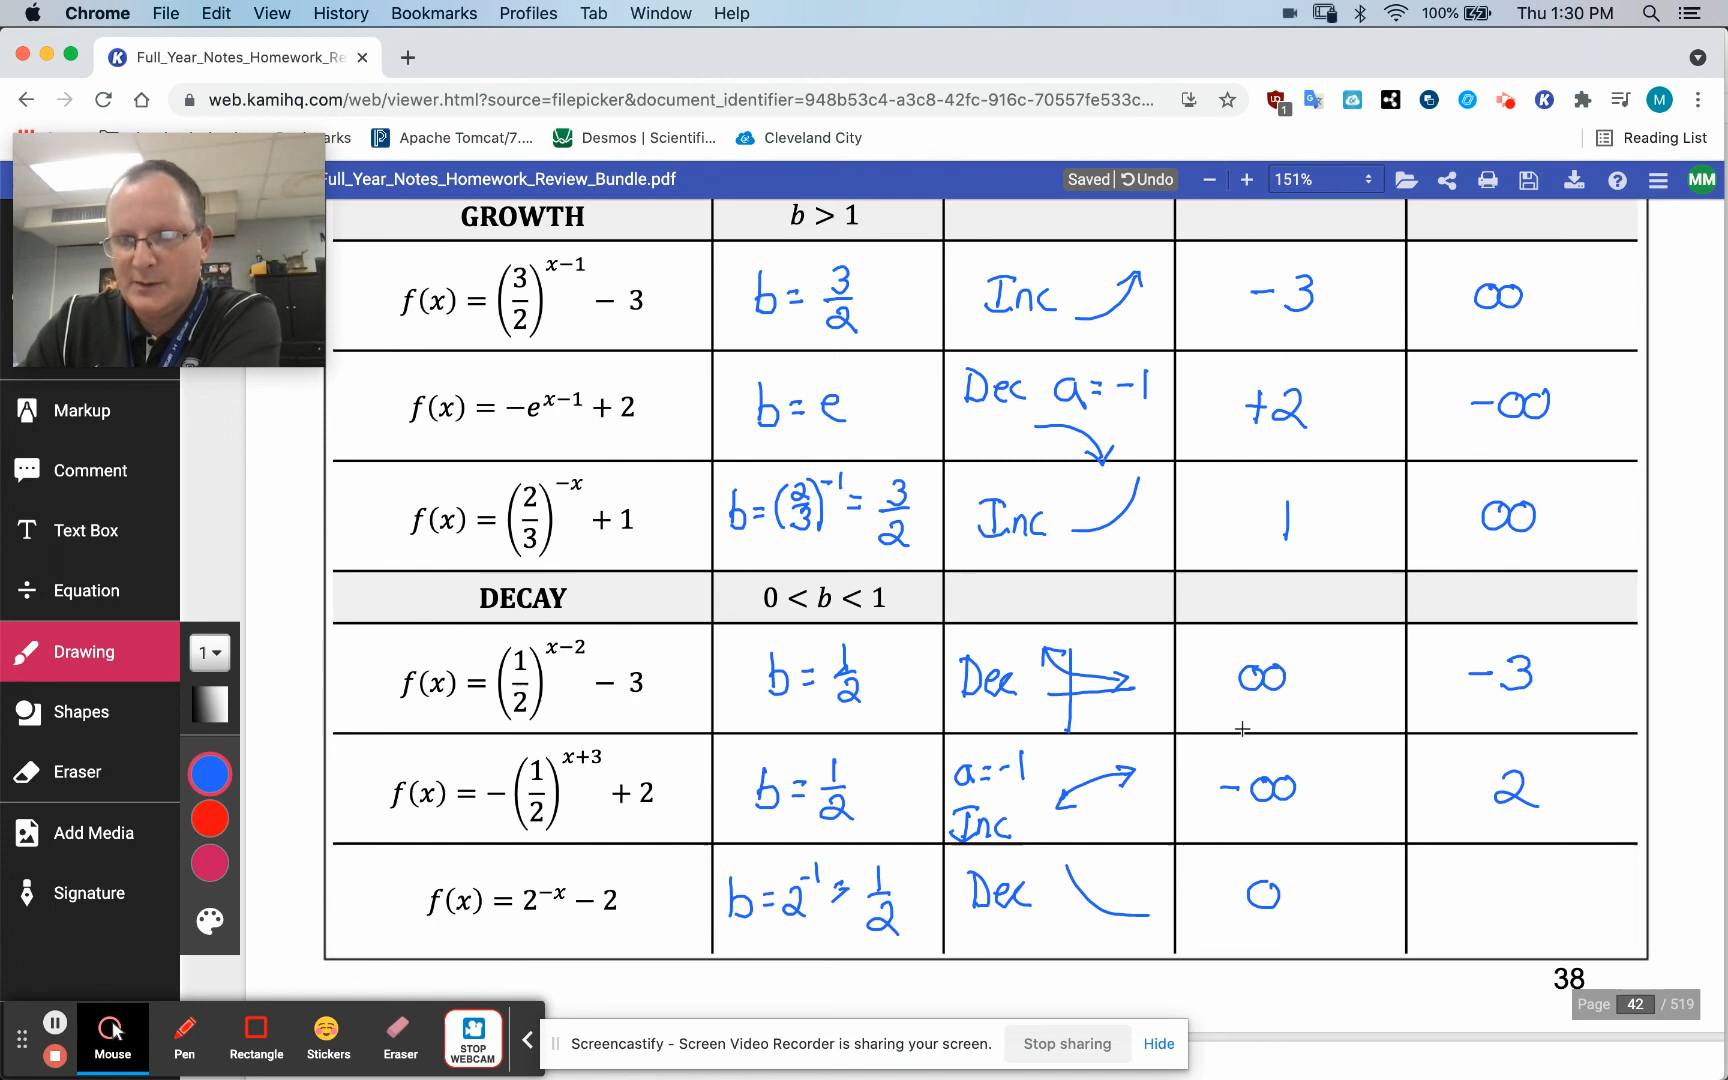 Chrome File Edit View History Bookmarks Profiles Tab Window Help 100% Thu 1:30 PM
Full_Year_Notes_Homework_Re
web.kamihq.com/web/viewer.html?source=filepicker&document_identifier=948b53c4-a3c8-42fc-916c-70557fe533c... M
arks Apache Tomcat/7.... Desmos | Scientifi... Cleveland City Reading List
ull_Year_Notes_Homework_Review_Bundle.pdf Saved | Undo − + 151% MM
GROWTH b > 1
f(x) = (3/2)^(x−1) − 3 b = 3/2 Inc −3 ∞
f(x) = −e^(x−1) + 2 b = e Dec a = −1 +2 −∞
f(x) = (2/3)^(−x) + 1 b = (2/3)^(−1) = 3/2 Inc 1 ∞
DECAY 0 < b < 1
f(x) = (1/2)^(x−2) − 3 b = 1/2 Dec ∞ −3
f(x) = −(1/2)^(x+3) + 2 b = 1/2 a = −1 Inc −∞ 2
f(x) = 2^(−x) − 2 b = 2^(−1) = 1/2 Dec 0
38
Page 42 / 519
Markup
Comment
Text Box
Equation
Drawing 1
Shapes
Eraser
Add Media
Signature
Mouse Pen Rectangle Stickers Eraser STOP WEBCAM
Screencastify - Screen Video Recorder is sharing your screen. Stop sharing Hide